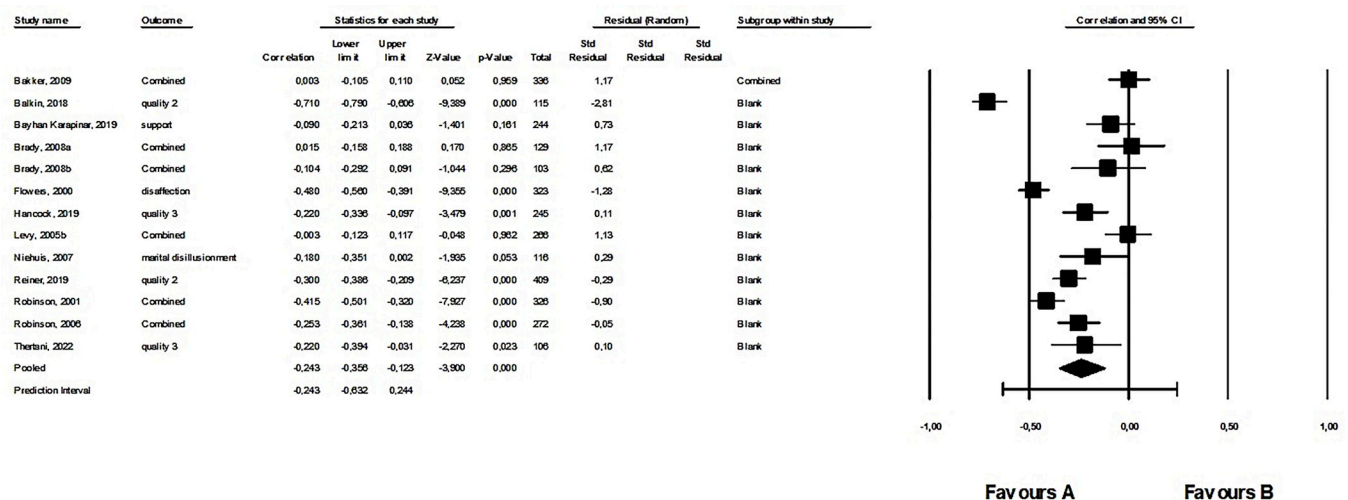 Study name Outcome Statistics for each study Residual (Random) Subgroup within study Correlation and 95% CI
Lower Upper Std Std Std
Correlation limit limit Z-Value p-Value Total Residual Residual Residual
Bakker, 2009 Combined 0,003 -0,105 0,110 0,052 0,959 336 1,17 Combined
Balkin, 2018 quality 2 -0,710 -0,790 -0,606 -9,389 0,000 115 -2,81 Blank
Bayhan Karapinar, 2019 support -0,090 -0,213 0,036 -1,401 0,161 244 0,73 Blank
Brady, 2008a Combined 0,015 -0,158 0,188 0,170 0,865 129 1,17 Blank
Brady, 2008b Combined -0,104 -0,292 0,091 -1,044 0,296 103 0,62 Blank
Flowers, 2000 disaffection -0,480 -0,560 -0,391 -9,355 0,000 323 -1,28 Blank
Hancock, 2019 quality 3 -0,220 -0,336 -0,097 -3,479 0,001 245 0,11 Blank
Levy, 2005b Combined -0,003 -0,123 0,117 -0,048 0,962 266 1,13 Blank
Niehuis, 2007 marital disillusionment -0,180 -0,351 0,002 -1,935 0,053 116 0,29 Blank
Reiner, 2019 quality 2 -0,300 -0,386 -0,209 -6,237 0,000 409 -0,29 Blank
Robinson, 2001 Combined -0,415 -0,501 -0,320 -7,927 0,000 326 -0,90 Blank
Robinson, 2006 Combined -0,253 -0,361 -0,138 -4,238 0,000 272 -0,05 Blank
Thertani, 2022 quality 3 -0,220 -0,394 -0,031 -2,270 0,023 106 0,10 Blank
Pooled -0,243 -0,356 -0,123 -3,900 0,000
Prediction Interval -0,243 -0,632 0,244
-1,00 -0,50 0,00 0,50 1,00
Favours A Favours B